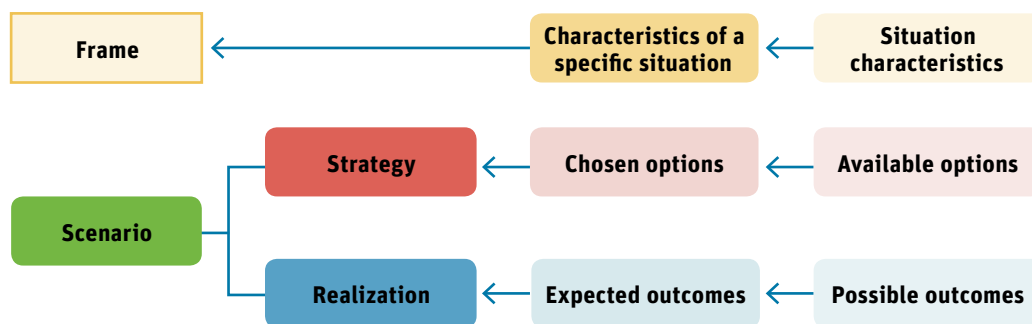 Frame
Characteristics of a
specific situation
Situation
characteristics
Strategy
Chosen options
Available options
Scenario
Realization
Expected outcomes
Possible outcomes